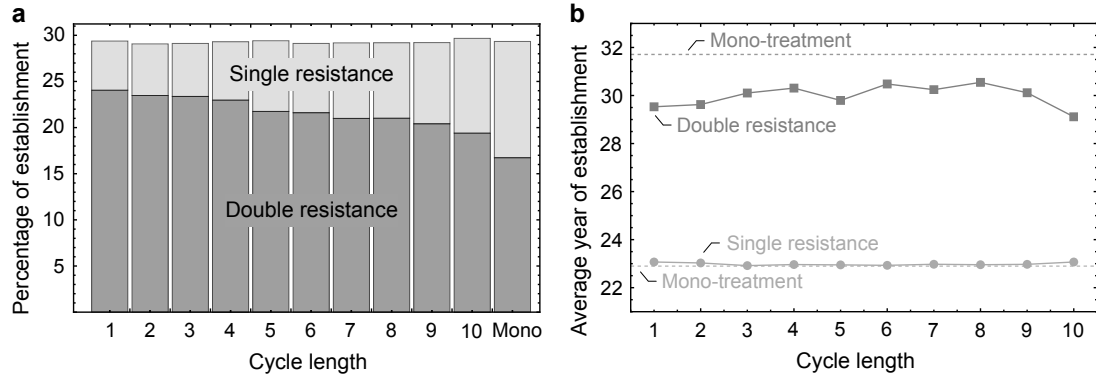 a
Percentage of establishment
30
25
20
15
10
5
Single resistance
Double resistance
1 2 3 4 5 6 7 8 9 10 Mono
Cycle length
b
Average year of establishment
32
30
28
26
24
22
Mono-treatment
Double resistance
Single resistance
Mono-treatment
1 2 3 4 5 6 7 8 9 10
Cycle length